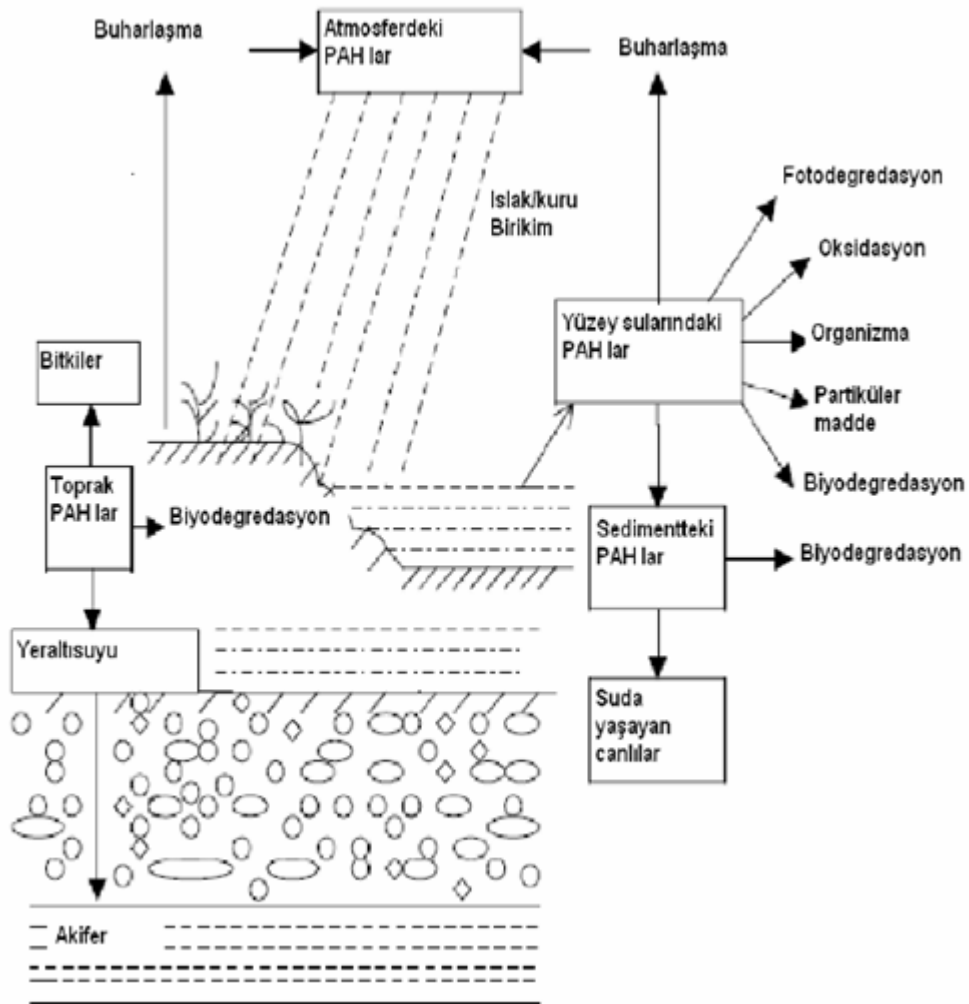 Buharlaşma
Atmosferdeki
PAH lar
Buharlaşma
Islak/kuru
Birikim
Fotodegredasyon
Oksidasyon
Yüzey sularındaki
PAH lar
Organizma
Partiküler
madde
Biyodegredasyon
Bitkiler
Toprak
PAH lar
Biyodegredasyon
Sedimentteki
PAH lar
Biyodegredasyon
Yeraltısuyu
Suda
yaşayan
canlılar
Akifer